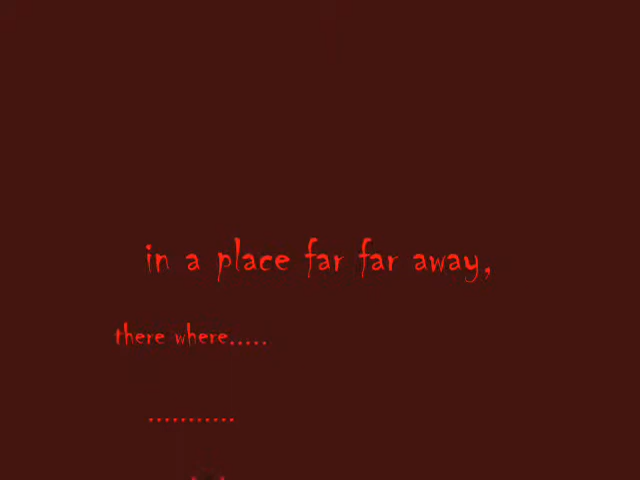 in a place far far away,
there where.....
...........